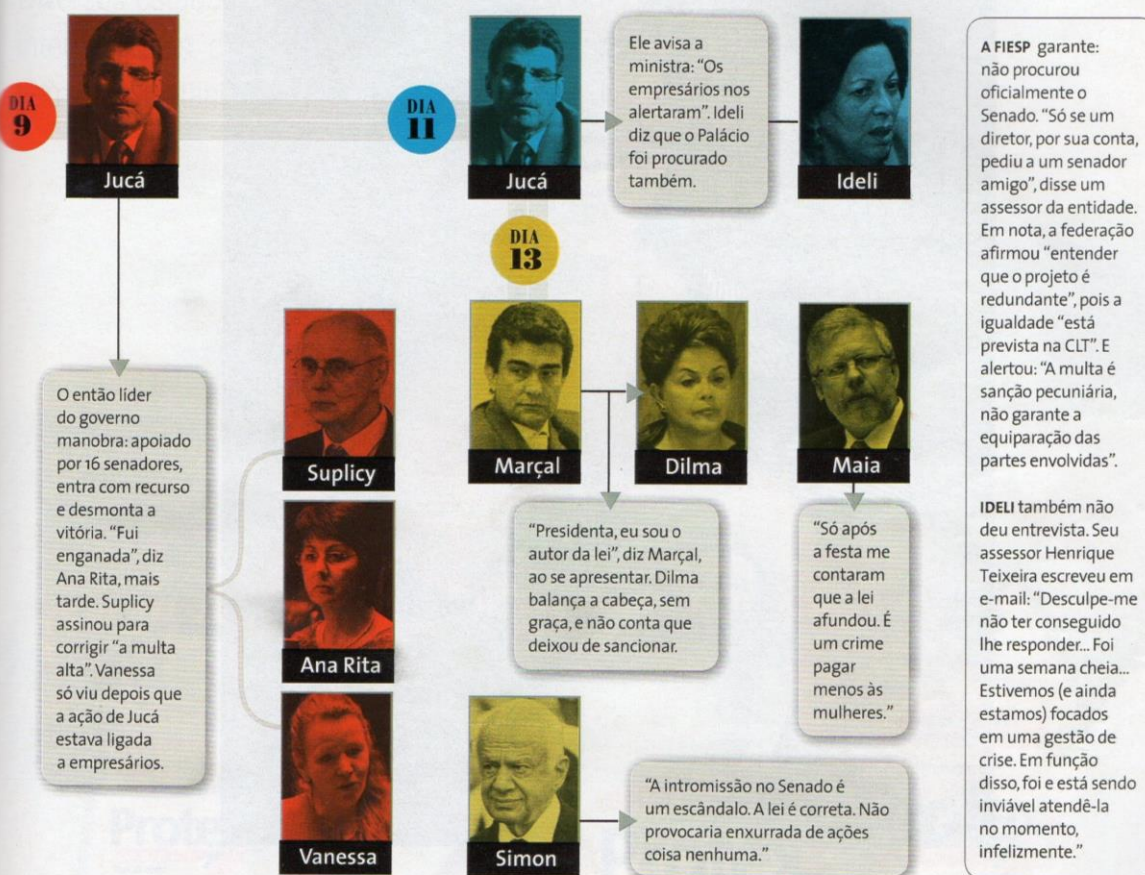 DIA
9
Jucá
O então líder
do governo
manobra: apoiado
por 16 senadores,
entra com recurso
e desmonta a
vitória. “Fui
enganada”, diz
Ana Rita, mais
tarde. Suplicy
assinou para
corrigir “a multa
alta”. Vanessa
só viu depois que
a ação de Jucá
estava ligada
a empresários.
Suplicy
Ana Rita
Vanessa
DIA
11
Jucá
Ele avisa a
ministra: “Os
empresários nos
alertaram”. Ideli
diz que o Palácio
foi procurado
também.
Ideli
DIA
13
Marçal
Dilma
“Presidenta, eu sou o
autor da lei”, diz Marçal,
ao se apresentar. Dilma
balança a cabeça, sem
graça, e não conta que
deixou de sancionar.
Maia
“Só após
a festa me
contaram
que a lei
afundou. É
um crime
pagar
menos às
mulheres.”
Simon
“A intromissão no Senado é
um escândalo. A lei é correta. Não
provocaria enxurrada de ações
coisa nenhuma.”
A FIESP garante:
não procurou
oficialmente o
Senado. “Só se um
diretor, por sua conta,
pediu a um senador
amigo”, disse um
assessor da entidade.
Em nota, a federação
afirmou “entender
que o projeto é
redundante”, pois a
igualdade “está
prevista na CLT”. E
alertou: “A multa é
sanção pecuniária,
não garante a
equiparação das
partes envolvidas”.
IDELI também não
deu entrevista. Seu
assessor Henrique
Teixeira escreveu em
e-mail: “Desculpe-me
não ter conseguido
lhe responder... Foi
uma semana cheia...
Estivemos (e ainda
estamos) focados
em uma gestão de
crise. Em função
disso, foi e está sendo
inviável atendê-la
no momento,
infelizmente.”